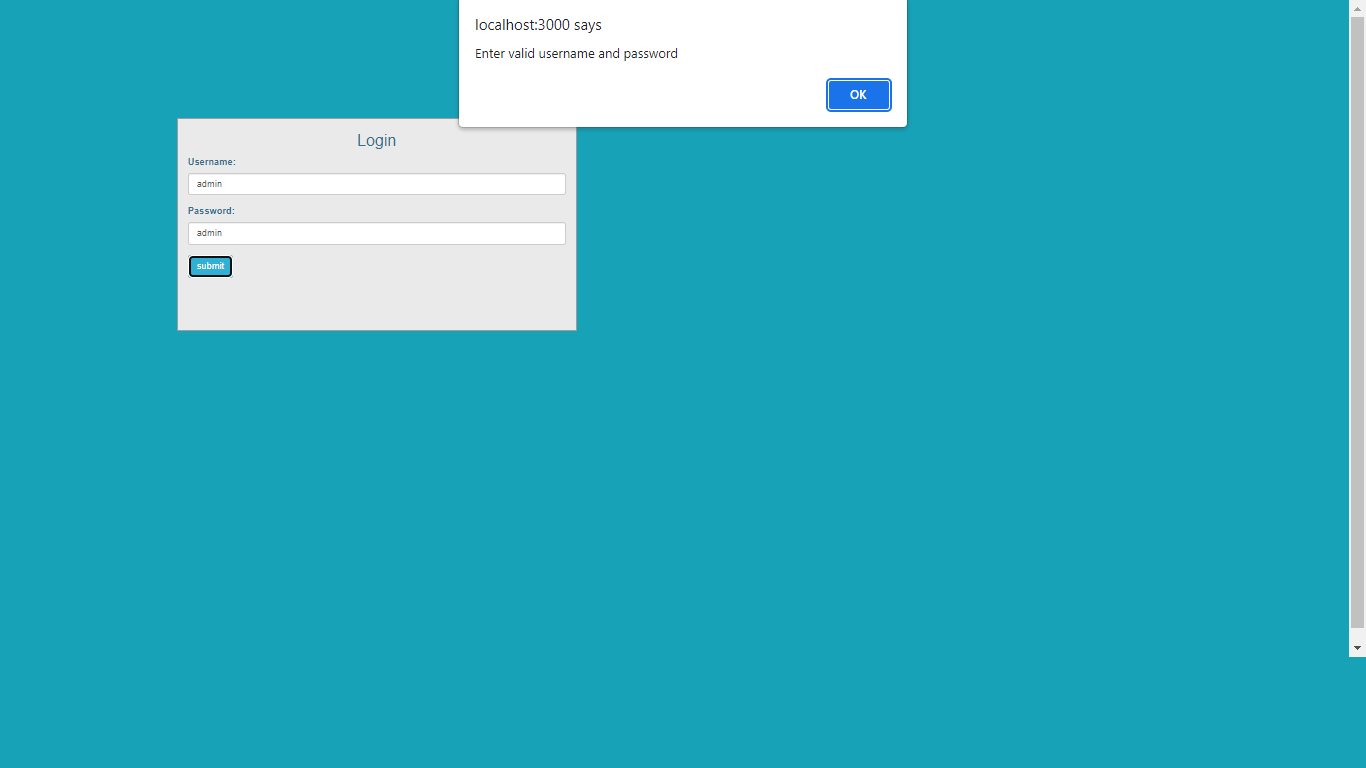 localhost:3000 says
Enter valid username and password
OK
Login
Username:
admin
Password:
admin
submit